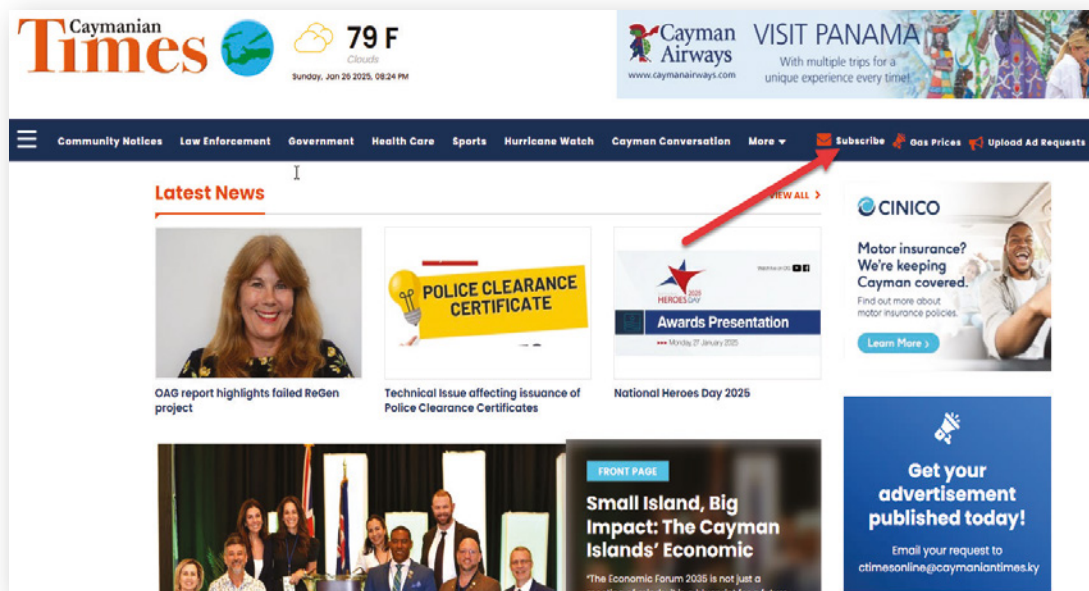 Caymanian
Times
79 F
Clouds
Sunday, Jan 26 2025, 08:24 PM
Cayman
Airways
www.caymanairways.com
VISIT PANAMA
With multiple trips for a
unique experience every time!
Community Notices Law Enforcement Government Health Care Sports Hurricane Watch Cayman Conversation More Subscribe Gas Prices Upload Ad Requests
Latest News
VIEW ALL
POLICE CLEARANCE
CERTIFICATE
HEROES DAY
2025
Awards Presentation
Monday, 27 January 2025
OAG report highlights failed ReGen
project
Technical Issue affecting issuance of
Police Clearance Certificates
National Heroes Day 2025
CINICO
Motor insurance?
We're keeping
Cayman covered.
Find out more about
motor insurance policies.
Learn More
FRONT PAGE
Small Island, Big
Impact: The Cayman
Islands' Economic
"The Economic Forum 2035 is not just a
Get your
advertisement
published today!
Email your request to
ctimesonline@caymaniantimes.ky